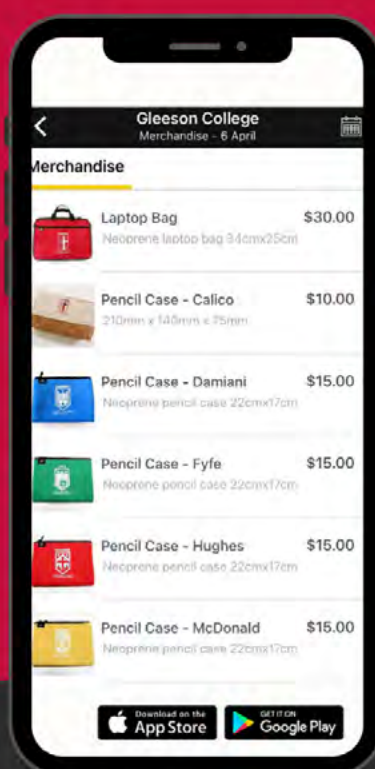 Gleeson College
Merchandise - 6 April
Merchandise
Laptop Bag $30.00
Neoprene laptop bag 34cmx25cm
Pencil Case - Calico $10.00
210mm x 140mm x 75mm
Pencil Case - Damiani $15.00
Neoprene pencil case 22cmx17cm
Pencil Case - Fyfe $15.00
Neoprene pencil case 22cmx17cm
Pencil Case - Hughes $15.00
Neoprene pencil case 22cmx17cm
Pencil Case - McDonald $15.00
Neoprene pencil case 22cmx17cm
Download on the
App Store
GET IT ON
Google Play